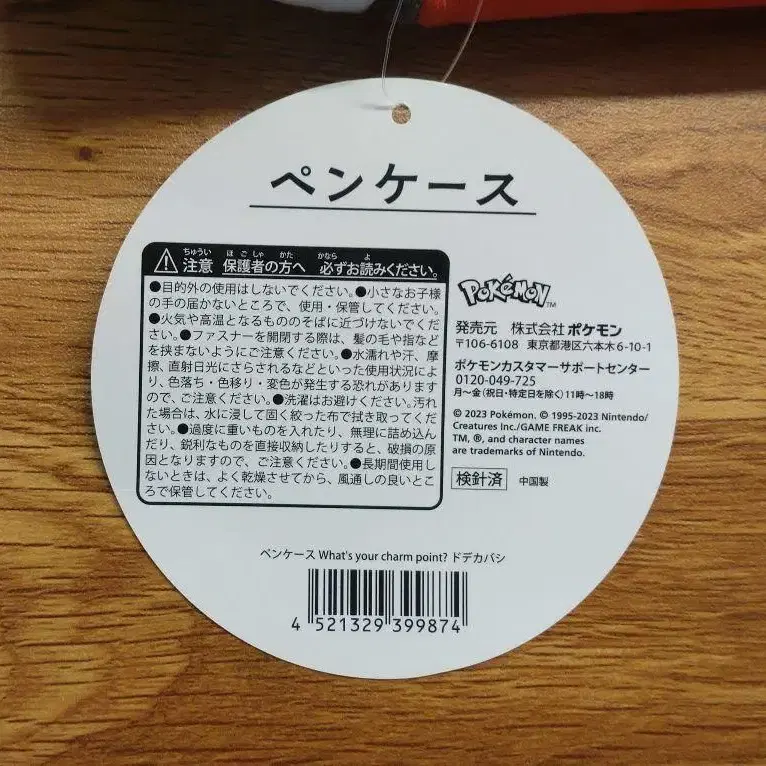 ペンケース
注意 保護者の方へ 必ずお読みください。
●目的外の使用はしないでください。●小さなお子様
の手の届かないところで、使用・保管してください。
●火気や高温となるもののそばに近づけないでくだ
さい。●ファスナーを開閉する際は、髪の毛や指など
を挟まないようにご注意ください。●水濡れや汗、摩
擦、直射日光にさらされるなどといった使用状況によ
り、色落ち・色移り・変色が発生する恐れがあります
ので、ご注意ください。●洗濯はお避けください。汚れ
た場合は、水に浸して固く絞った布で拭き取ってくだ
さい。●過度に重いものを入れたり、無理に詰め込ん
だり、鋭利なものを直接収納したりすると、破損の原
因となりますので、ご注意ください。●長期間使用し
ないときは、よく乾燥させてから、風通しの良いとこ
ろで保管してください。
POKéMON™
発売元 株式会社ポケモン
〒106-6108 東京都港区六本木6-10-1
ポケモンカスタマーサポートセンター
0120-049-725
月〜金(祝日・特定日を除く)11時〜18時
© 2023 Pokémon. © 1995-2023 Nintendo/
Creatures Inc./GAME FREAK inc.
TM, ®, and character names
are trademarks of Nintendo.
検針済 中国製
ペンケース What's your charm point? ドデカバシ
4 521329 399874